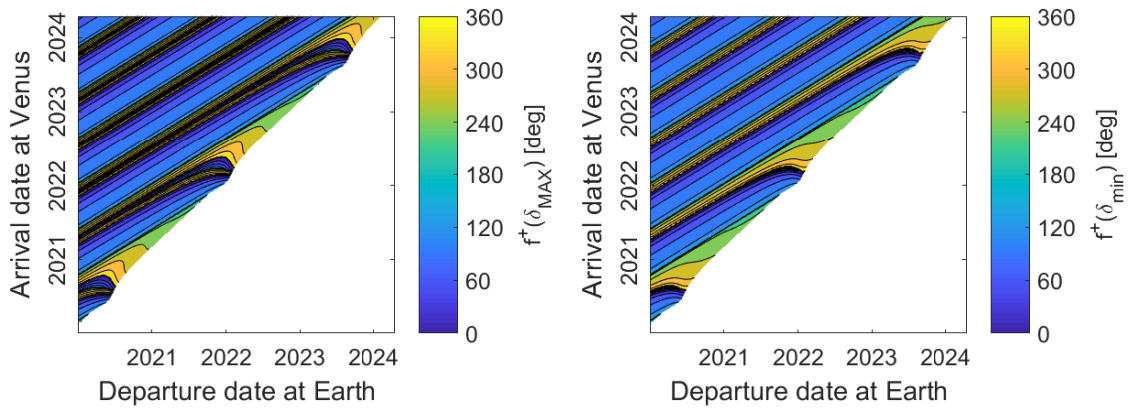 Arrival date at Venus
2024
2023
2022
2021
2021 2022 2023 2024
Departure date at Earth
360
300
240
180
120
60
0
f†(δMAX) [deg]
Arrival date at Venus
2024
2023
2022
2021
2021 2022 2023 2024
Departure date at Earth
360
300
240
180
120
60
0
f†(δmin) [deg]